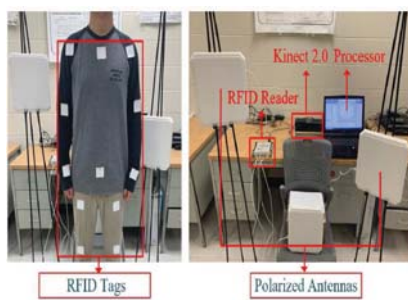 Kinect 2.0 Processor
RFID Reader
RFID Tags
Polarized Antennas